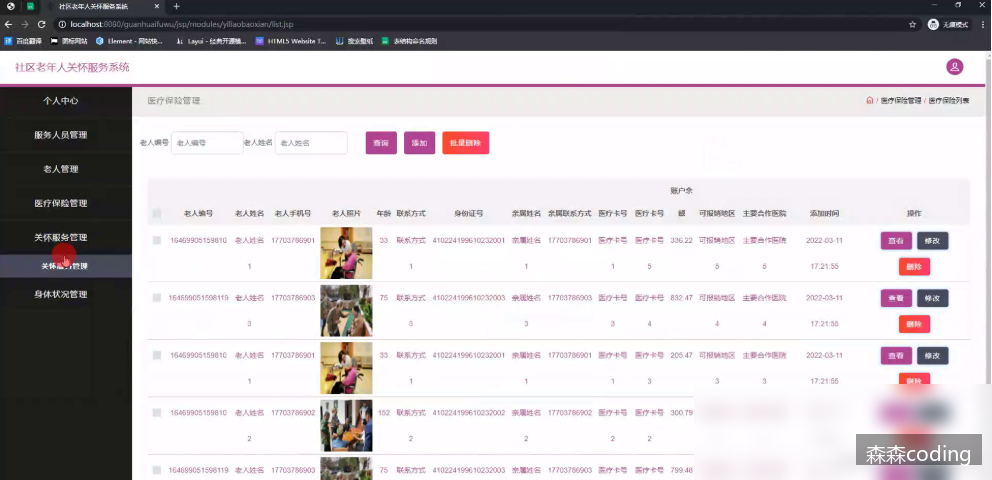 社区老年人关怀服务系统
localhost:8080/guanhuaifuwu/jsp/modules/yiliaobaoxian/list.jsp
无痕模式
百度翻译 图标网站 Element - 网站快... Layui - 经典开源模... HTML5 Website T... 搜索壁纸 表结构命名规则
社区老年人关怀服务系统
个人中心
服务人员管理
老人管理
医疗保险管理
关怀服务管理
关怀服务管理
身体状况管理
医疗保险管理
/ 医疗保险管理 / 医疗保险列表
老人编号 老人编号 老人姓名 老人姓名 查询 添加 批量删除
账户余
老人编号 老人姓名 老人手机号 老人照片 年龄 联系方式 身份证号 亲属姓名 亲属联系方式 医疗卡号 医疗卡号 额 可报销地区 主要合作医院 添加时间 操作
16469905159810 老人姓名 17703786901 33 联系方式 410224199610232001 亲属姓名 17703786901 医疗卡号 医疗卡号 336.22 可报销地区 主要合作医院 2022-03-11 查看 修改
1 1 1 1 5 5 5 17:21:55 删除
164699051598119 老人姓名 17703786903 75 联系方式 410224199610232003 亲属姓名 17703786903 医疗卡号 医疗卡号 832.47 可报销地区 主要合作医院 2022-03-11 查看 修改
3 3 3 3 4 4 4 17:21:55 删除
16469905159810 老人姓名 17703786901 33 联系方式 410224199610232001 亲属姓名 17703786901 医疗卡号 医疗卡号 205.47 可报销地区 主要合作医院 2022-03-11 查看 修改
1 1 1 1 3 3 3 17:21:55 删除
老人姓名 17703786902 152 联系方式 410224199610232002 亲属姓名 17703786902 医疗卡号 医疗卡号 300.79
2 2 2 2 2
164699051598119 老人姓名 17703786903 75 联系方式 410224199610232003 亲属姓名 17703786903 医疗卡号 医疗卡号 799.46
森森coding